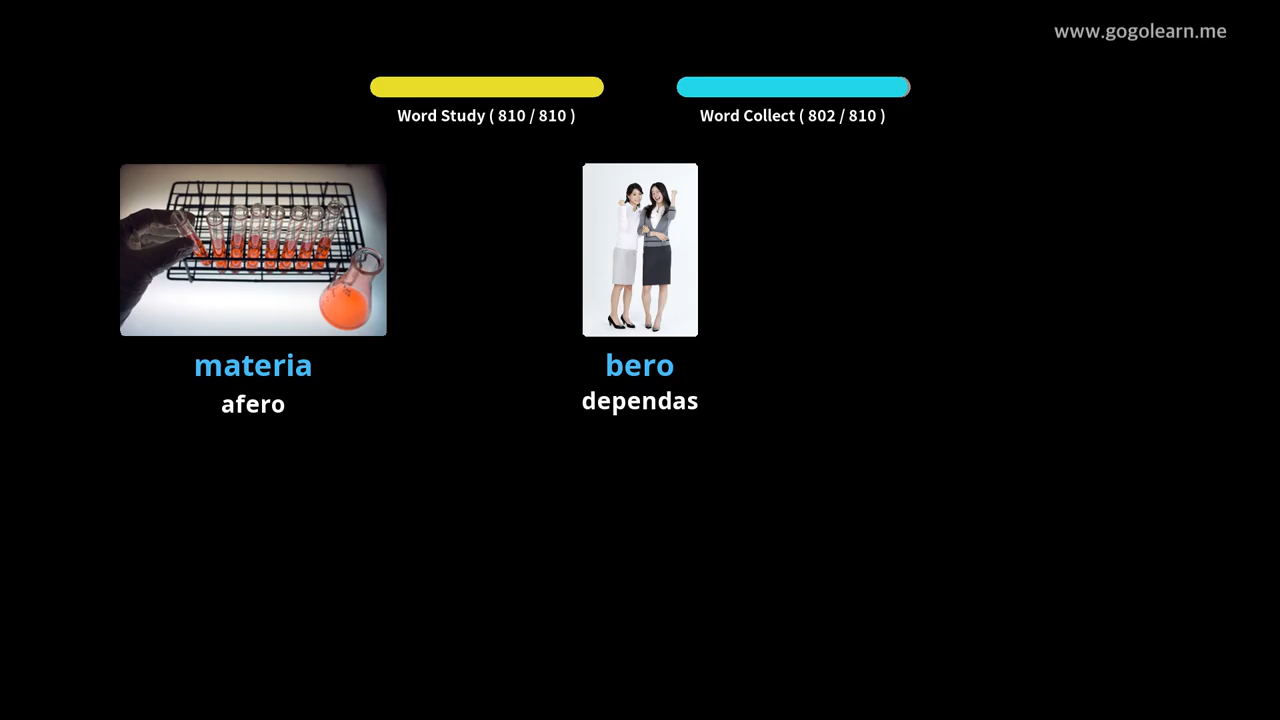 www.gogolearn.me
Word Study ( 810 / 810 )
Word Collect ( 802 / 810 )
materia
afero
bero
dependas